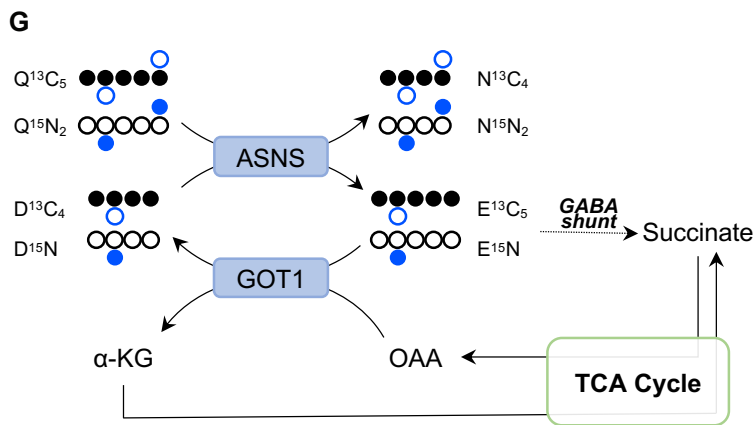 G
Q¹³C₅
N¹³C₄
Q¹⁵N₂
N¹⁵N₂
ASNS
D¹³C₄
E¹³C₅
GABA
shunt
Succinate
D¹⁵N
E¹⁵N
GOT1
α-KG
OAA
TCA Cycle